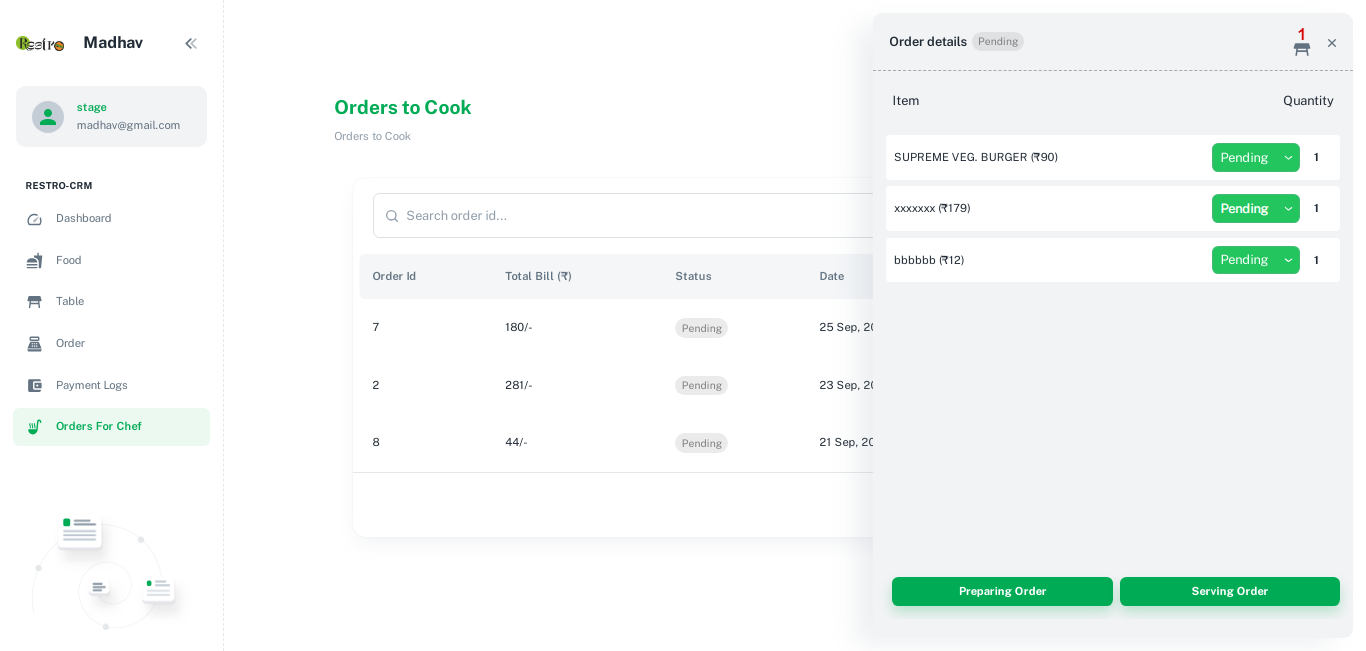 Restro
Madhav
stage
madhav@gmail.com
RESTRO-CRM
Dashboard
Food
Table
Order
Payment Logs
Orders For Chef
Orders to Cook
Orders to Cook
Search order id...
Order Id Total Bill (₹) Status Date
7 180/- Pending 25 Sep, 20
2 281/- Pending 23 Sep, 20
8 44/- Pending 21 Sep, 20
Order details Pending 1
Item Quantity
SUPREME VEG. BURGER (₹90) Pending 1
xxxxxxx (₹179) Pending 1
bbbbbb (₹12) Pending 1
Preparing Order Serving Order